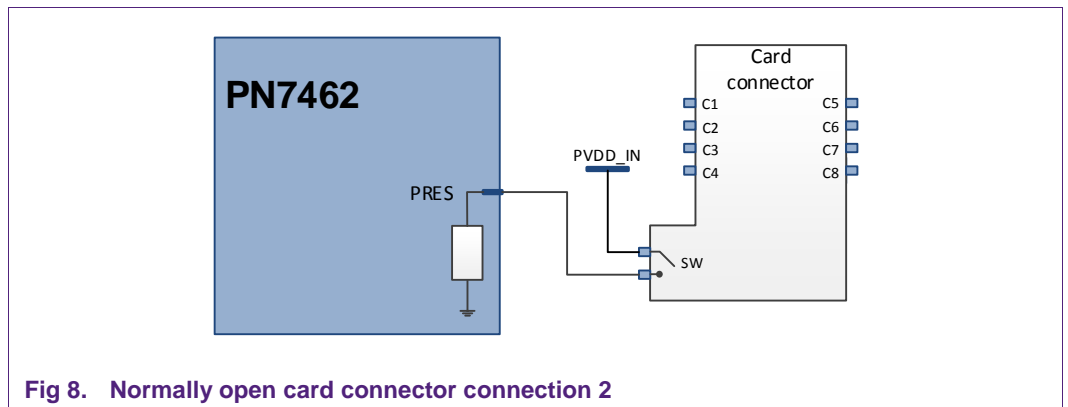 PN7462
PRES
PVDD_IN
Card
connector
C1
C2
C3
C4
C5
C6
C7
C8
SW
Fig 8. Normally open card connector connection 2